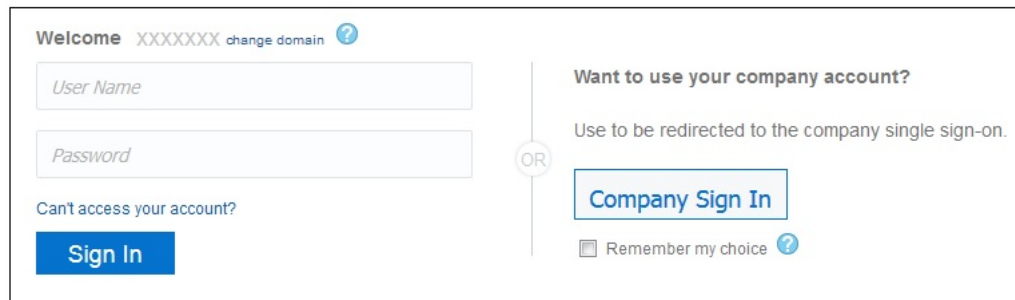 Welcome XXXXXXX change domain ?
User Name
Password
Can't access your account?
Sign In
OR
Want to use your company account?
Use to be redirected to the company single sign-on.
Company Sign In
Remember my choice ?